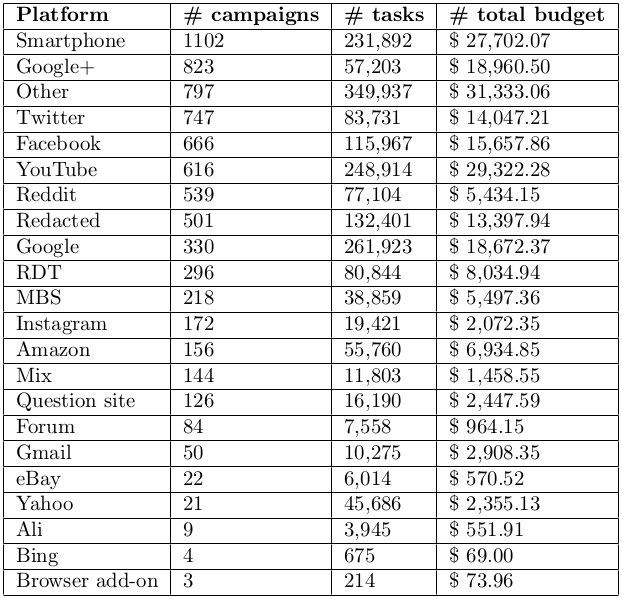 Platform # campaigns # tasks # total budget
Smartphone 1102 231,892 $ 27,702.07
Google+ 823 57,203 $ 18,960.50
Other 797 349,937 $ 31,333.06
Twitter 747 83,731 $ 14,047.21
Facebook 666 115,967 $ 15,657.86
YouTube 616 248,914 $ 29,322.28
Reddit 539 77,104 $ 5,434.15
Redacted 501 132,401 $ 13,397.94
Google 330 261,923 $ 18,672.37
RDT 296 80,844 $ 8,034.94
MBS 218 38,859 $ 5,497.36
Instagram 172 19,421 $ 2,072.35
Amazon 156 55,760 $ 6,934.85
Mix 144 11,803 $ 1,458.55
Question site 126 16,190 $ 2,447.59
Forum 84 7,558 $ 964.15
Gmail 50 10,275 $ 2,908.35
eBay 22 6,014 $ 570.52
Yahoo 21 45,686 $ 2,355.13
Ali 9 3,945 $ 551.91
Bing 4 675 $ 69.00
Browser add-on 3 214 $ 73.96